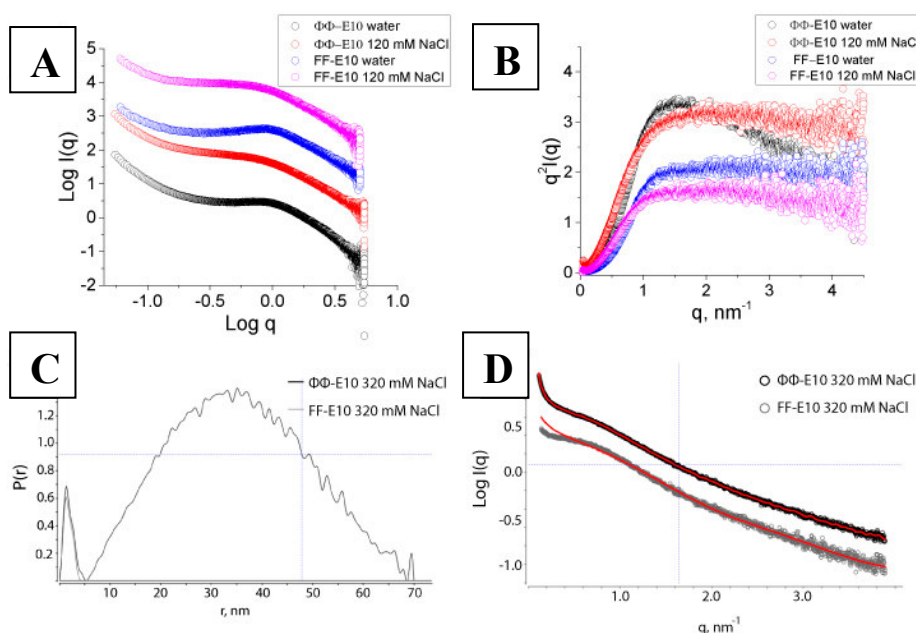 A
ΦΦ–E10 water
ΦΦ–E10 120 mM NaCl
FF-E10 water
FF-E10 120 mM NaCl
5
4
3
2
1
0
-1
-2
Log I(q)
-1.0
-0.5
0.0
0.5
1.0
Log q
B
ΦΦ-E10 water
ΦΦ-E10 120 mM NaCl
FF-E10 water
FF-E10 120 mM NaCl
4
3
2
1
0
q²I(q)
0
1
2
3
4
q, nm⁻¹
C
ΦΦ-E10 320 mM NaCl
FF-E10 320 mM NaCl
1.2
1.0
0.8
0.6
0.4
0.2
P(r)
10
20
30
40
50
60
70
r, nm
D
ΦΦ-E10 320 mM NaCl
FF-E10 320 mM NaCl
0.5
0.0
-0.5
-1.0
Log I(q)
1.0
2.0
3.0
q, nm⁻¹